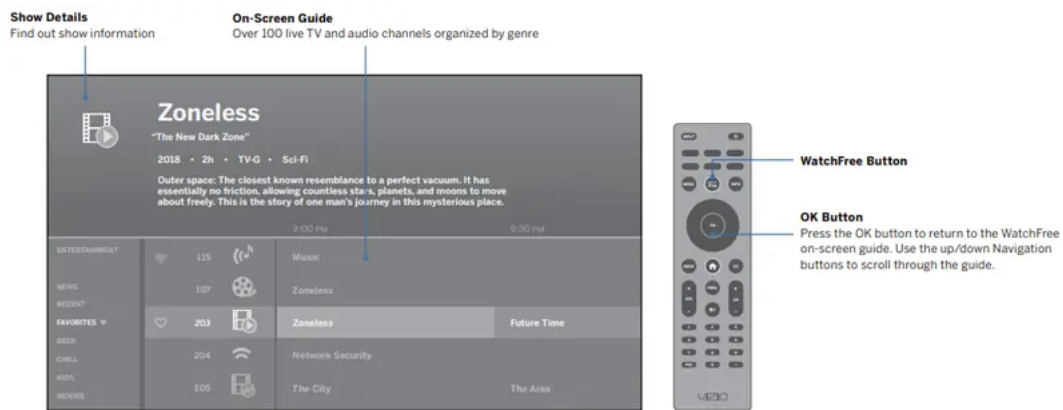 Show Details
Find out show information
On-Screen Guide
Over 100 live TV and audio channels organized by genre
Zoneless
"The New Dark Zone"
2018 • 2h • TV-G • Sci-Fi
Outer space: The closest known resemblance to a perfect vacuum. It has
essentially no friction, allowing countless stars, planets, and moons to move
about freely. This is the story of one man's journey in this mysterious place.
9:00 PM 9:30 PM
ENTERTAINMENT
NEWS
RECENT
FAVORITES
GEEK
CHILL
KIDS
MOVIES
115 Music
107 Zoneless
203 Zoneless Future Time
204 Network Security
205 The City The Area
INPUT
WatchFree Button
OK Button
Press the OK button to return to the WatchFree
on-screen guide. Use the up/down Navigation
buttons to scroll through the guide.
OK
VIZIO